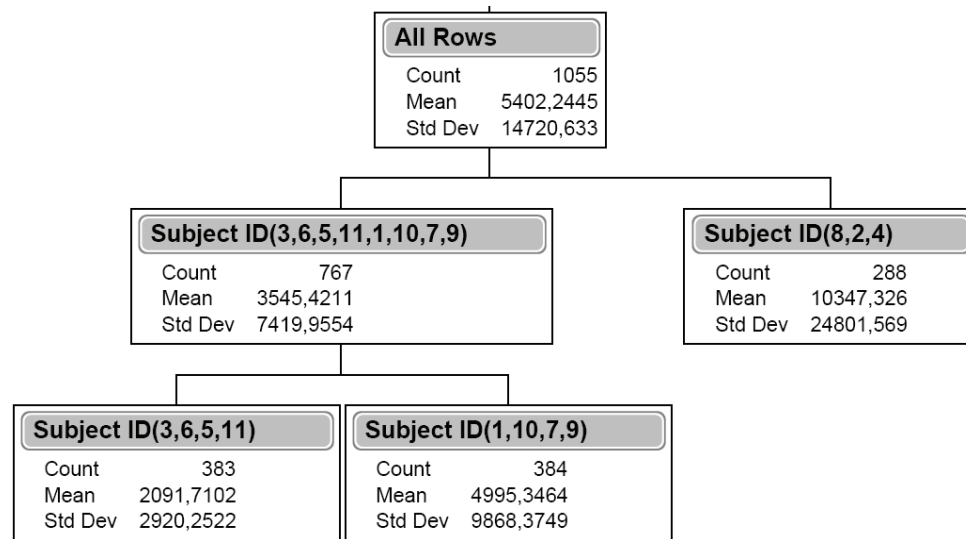 All Rows
Count 1055
Mean 5402,2445
Std Dev 14720,633
Subject ID(3,6,5,11,1,10,7,9)
Count 767
Mean 3545,4211
Std Dev 7419,9554
Subject ID(8,2,4)
Count 288
Mean 10347,326
Std Dev 24801,569
Subject ID(3,6,5,11)
Count 383
Mean 2091,7102
Std Dev 2920,2522
Subject ID(1,10,7,9)
Count 384
Mean 4995,3464
Std Dev 9868,3749